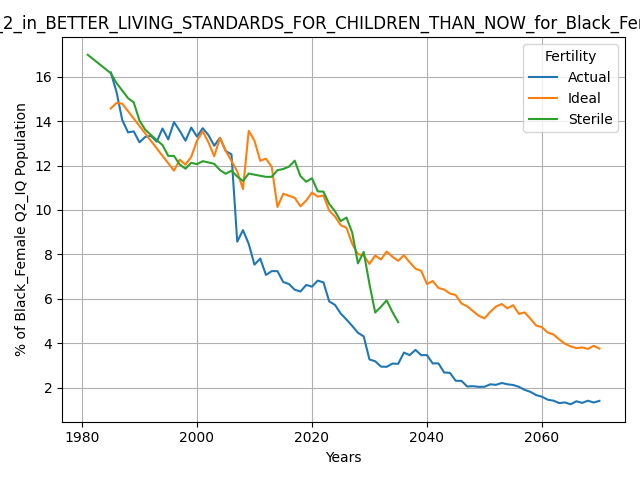 _2_in_BETTER_LIVING_STANDARDS_FOR_CHILDREN_THAN_NOW_for_Black_Fem
Fertility
Actual
Ideal
Sterile
% of Black_Female Q2_IQ Population
16
14
12
10
8
6
4
2
1980
2000
2020
2040
2060
Years